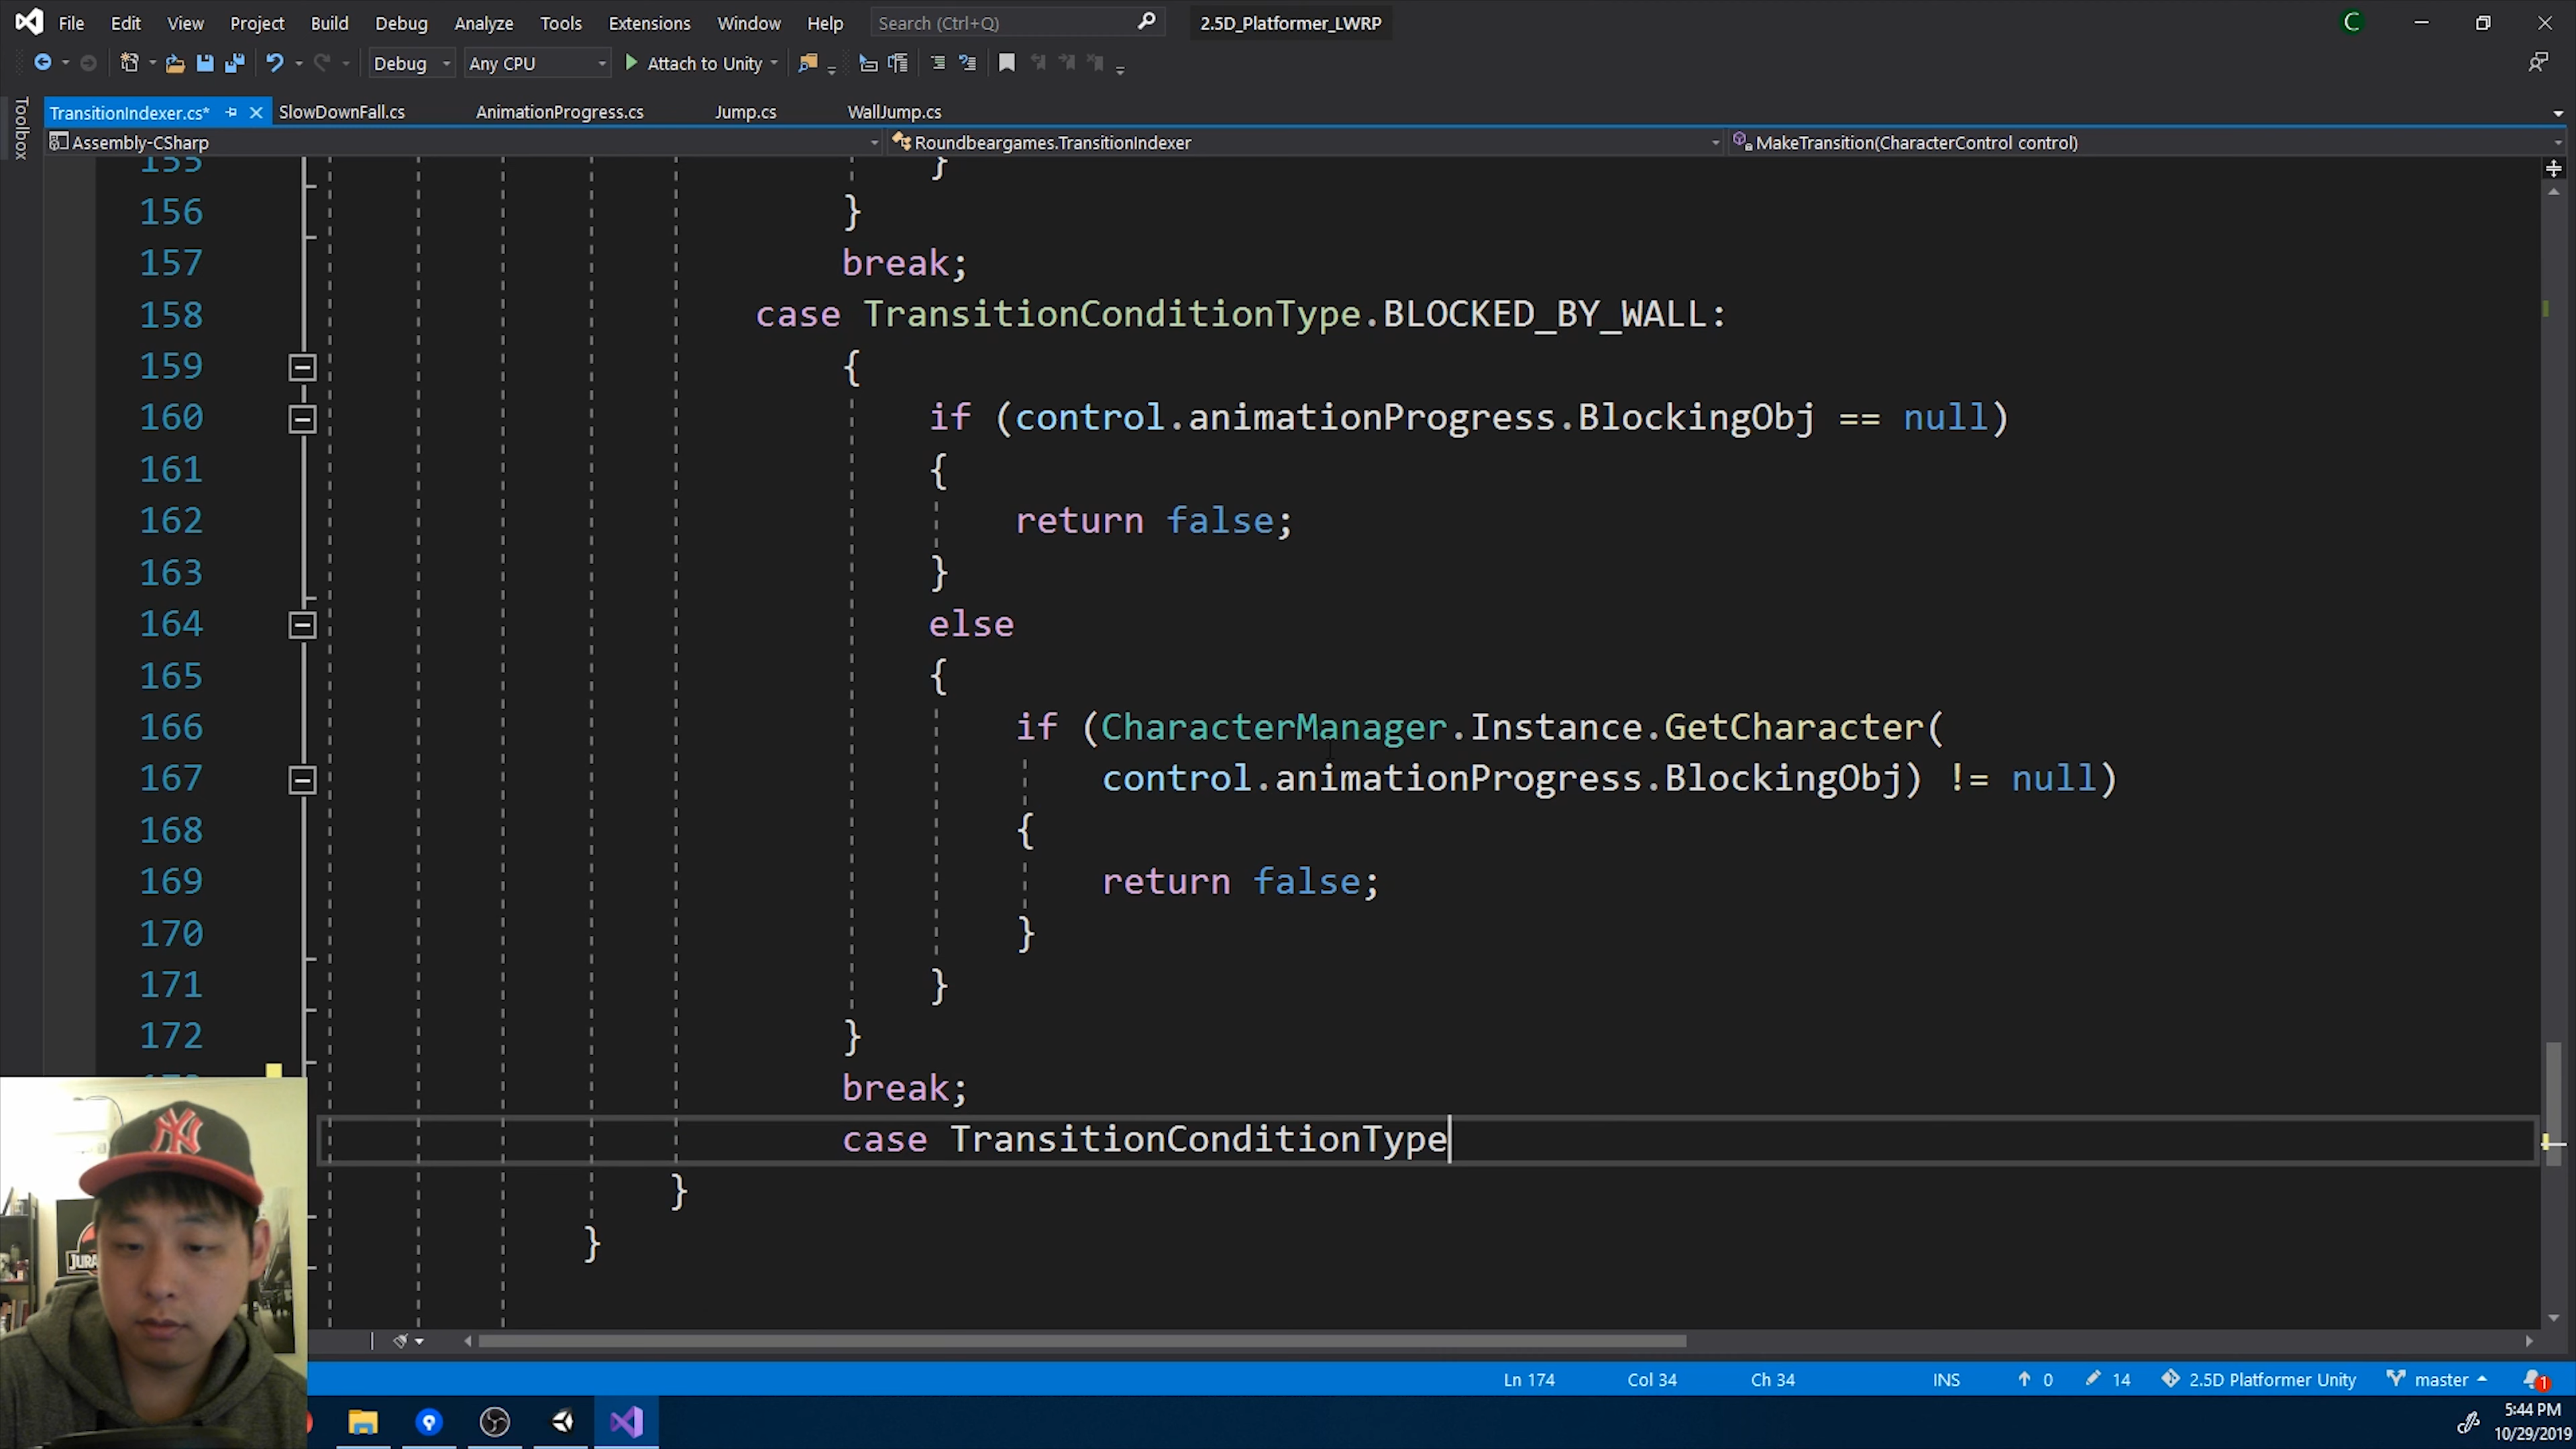 File Edit View Project Build Debug Analyze Tools Extensions Window Help Search (Ctrl+Q) 2.5D_Platformer_LWRP C
Debug Any CPU Attach to Unity
Toolbox
TransitionIndexer.cs* SlowDownFall.cs AnimationProgress.cs Jump.cs WallJump.cs
Assembly-CSharp Roundbeargames.TransitionIndexer MakeTransition(CharacterControl control)
155 }
156 }
157 break;
158 case TransitionConditionType.BLOCKED_BY_WALL:
159 {
160 if (control.animationProgress.BlockingObj == null)
161 {
162 return false;
163 }
164 else
165 {
166 if (CharacterManager.Instance.GetCharacter(
167 control.animationProgress.BlockingObj) != null)
168 {
169 return false;
170 }
171 }
172 }
break;
case TransitionConditionType
}
}
NY
Ln 174 Col 34 Ch 34 INS 0 14 2.5D Platformer Unity master 1
5:44 PM
10/29/2019